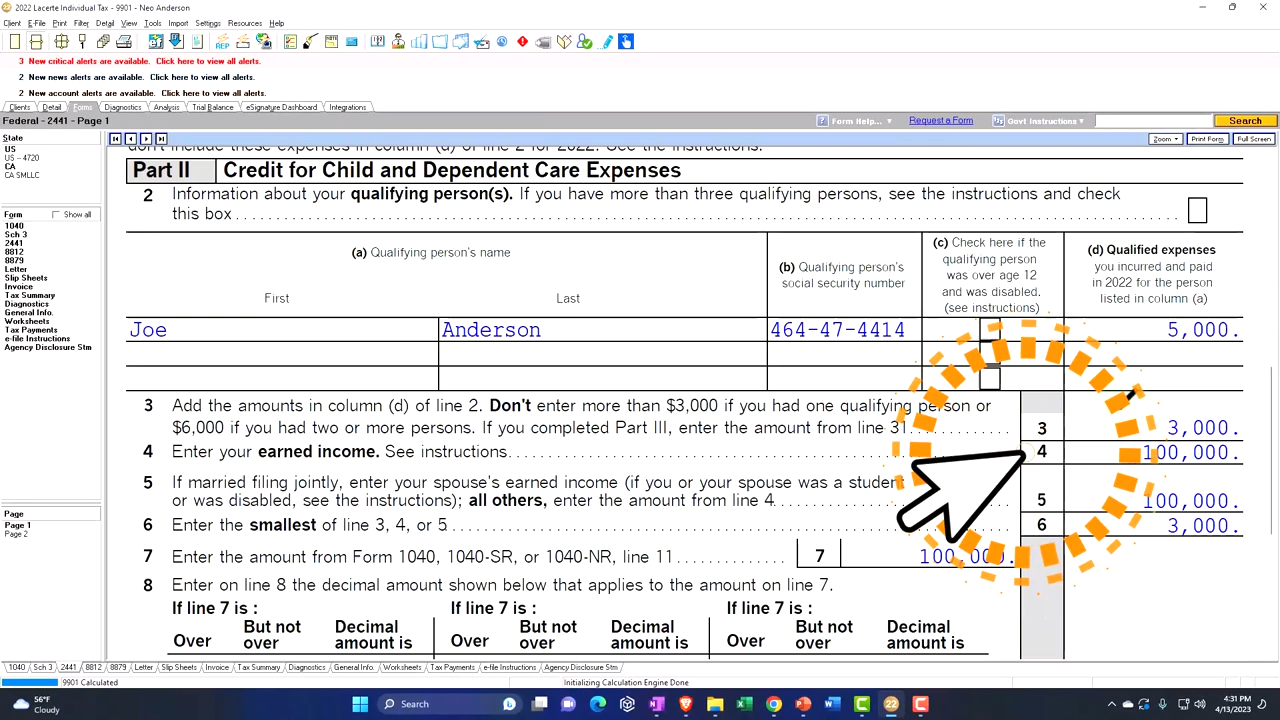 2022 Lacerte Individual Tax - 9901 - Neo Anderson
Client E-File Print Filter Detail View Tools Import Settings Resources Help
REP
3 New critical alerts are available. Click here to view all alerts.
2 New news alerts are available. Click here to view all alerts.
2 New account alerts are available. Click here to view all alerts.
Clients Detail Forms Diagnostics Analysis Trial Balance eSignature Dashboard Integrations
Federal - 2441 - Page 1
Form Help... Request a Form Govt Instructions Search
Zoom Print Form Full Screen
State
US
US - 4720
CA
CA SMLLC
Form Show all
1040
Sch 3
2441
8812
8879
Letter
Slip Sheets
Invoice
Tax Summary
Diagnostics
General Info.
Worksheets
Tax Payments
e-file Instructions
Agency Disclosure Stm
Page
Page 1
Page 2
Part II Credit for Child and Dependent Care Expenses
2 Information about your qualifying person(s). If you have more than three qualifying persons, see the instructions and check
this box
(a) Qualifying person's name
First Last
(b) Qualifying person's
social security number
(c) Check here if the
qualifying person
was over age 12
and was disabled.
(see instructions)
(d) Qualified expenses
you incurred and paid
in 2022 for the person
listed in column (a)
Joe Anderson 464-47-4414 5,000.
3 Add the amounts in column (d) of line 2. Don't enter more than $3,000 if you had one qualifying person or
$6,000 if you had two or more persons. If you completed Part III, enter the amount from line 31 3 3,000.
4 Enter your earned income. See instructions 4 100,000.
5 If married filing jointly, enter your spouse's earned income (if you or your spouse was a student
or was disabled, see the instructions); all others, enter the amount from line 4 5 100,000.
6 Enter the smallest of line 3, 4, or 5 6 3,000.
7 Enter the amount from Form 1040, 1040-SR, or 1040-NR, line 11 7 100,000.
8 Enter on line 8 the decimal amount shown below that applies to the amount on line 7.
If line 7 is : If line 7 is : If line 7 is :
Over But not over Decimal amount is Over But not over Decimal amount is Over But not over Decimal amount is
1040 Sch 3 2441 8812 8879 Letter Slip Sheets Invoice Tax Summary Diagnostics General Info. Worksheets Tax Payments e-file Instructions Agency Disclosure Stm
9901 Calculated Initializing Calculation Engine Done
56°F
Cloudy
Search
4:31 PM
4/13/2023